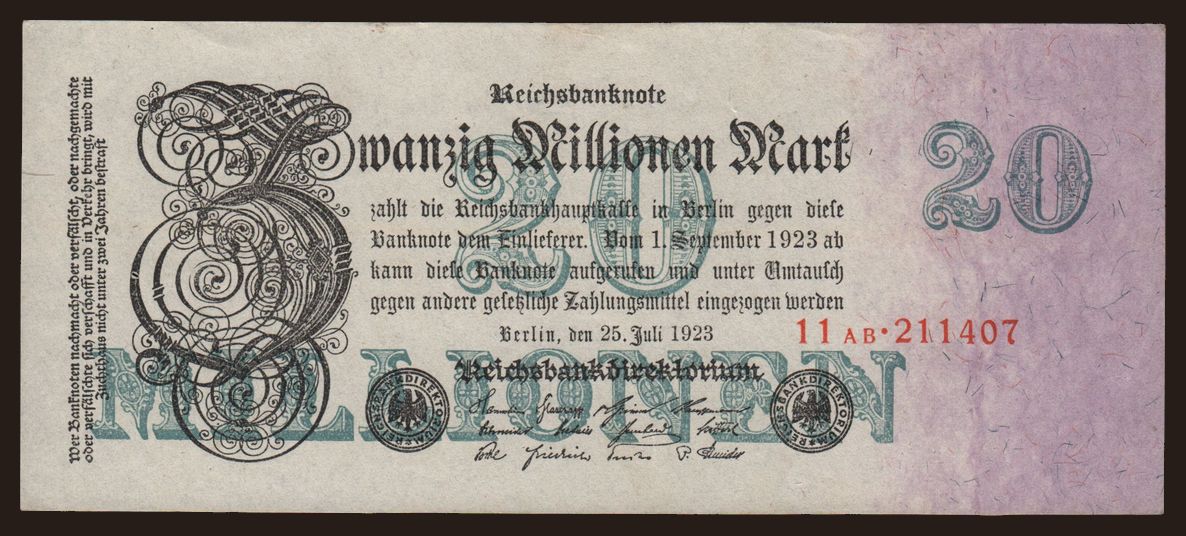 Reichsbanknote
Zwanzig Millionen Mark
20
20
zahlt die Reichsbankhauptkasse in Berlin gegen diese
Banknote dem Einlieferer. Vom 1. September 1923 ab
kann diese Banknote aufgerufen und unter Umtausch
gegen andere gesetzliche Zahlungsmittel eingezogen werden
Berlin, den 25. Juli 1923
11 AB·211407
MILLIONEN
Reichsbankdirektorium
REICHSBANKDIREKTORIUM
REICHSBANKDIREKTORIUM
Wer Banknoten nachmacht oder verfälscht, oder nachgemachte
oder verfälschte sich verschafft und in Verkehr bringt, wird mit
Zuchthaus nicht unter zwei Jahren bestraft